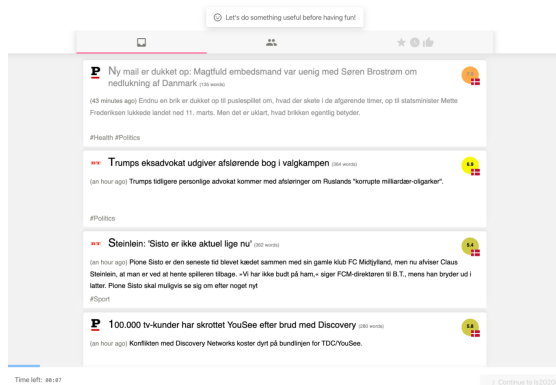 Let's do something useful before having fun!
P Ny mail er dukket op: Magtfuld embedsmand var uenig med Søren Brostrøm om
nedlukning af Danmark (135 words)
(43 minutes ago) Endnu en brik er dukket op til puslespillet om, hvad der skete i de afgørende timer, op til statsminister Mette
Frederiksen lukkede landet ned 11. marts. Men det er uklart, hvad brikken egentlig betyder.
#Health #Politics
B.T. Trumps eksadvokat udgiver afslørende bog i valgkampen (364 words)
6.9
(an hour ago) Trumps tidligere personlige advokat kommer med afsløringer om Ruslands "korrupte milliardær-oligarker".
#Politics
B.T. Steinlein: 'Sisto er ikke aktuel lige nu' (362 words)
5.4
(an hour ago) Pione Sisto er den seneste tid blevet kædet sammen med sin gamle klub FC Midtjylland, men nu afviser Claus
Steinlein, at man er ved at hente spilleren tilbage. »Vi har ikke budt på ham,« siger FCM-direktøren til B.T., mens han bryder ud i
latter. Pione Sisto skal muligvis se sig om efter noget nyt
#Sport
P 100.000 tv-kunder har skrottet YouSee efter brud med Discovery (280 words)
5.8
(an hour ago) Konflikten med Discovery Networks koster dyrt på bundlinjen for TDC/YouSee.
Time left: 00:07
Continue to is2020